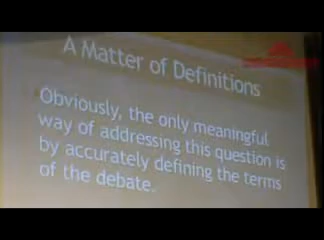 A Matter of Definitions
Obviously, the only meaningful
way of addressing this question is
by accurately defining the terms
of the debate.